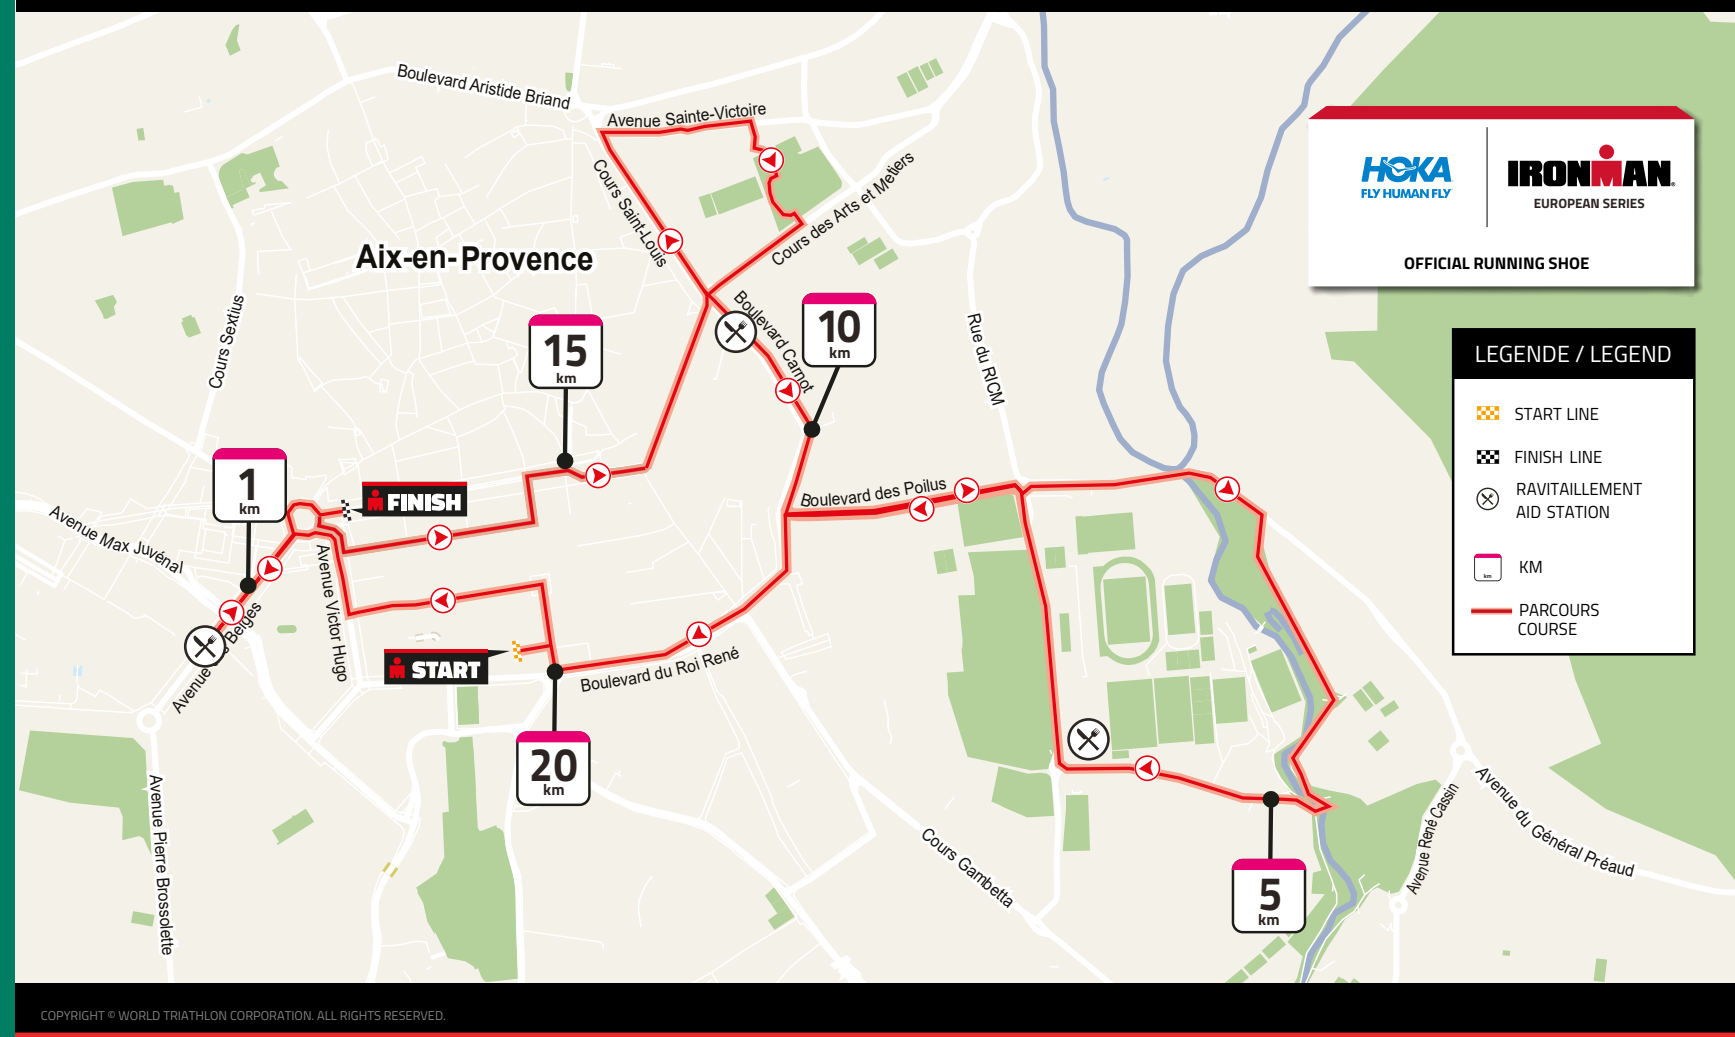 Boulevard Aristide Briand
Avenue Sainte-Victoire
Cours Saint-Louis
Cours des Arts et Metiers
Aix-en-Provence
Cours Sextius
Boulevard Carnot
Rue du RICM
10
km
15
km
1
km
FINISH
Boulevard des Poilus
Avenue Max Juvénal
Avenue Victor Hugo
Avenue
Belges
START
Boulevard du Roi René
20
km
Avenue Pierre Brossolette
Cours Gambetta
5
km
Avenue René Cassin
Avenue du Général Préaud
HOKA
FLY HUMAN FLY
IRONMAN
EUROPEAN SERIES
OFFICIAL RUNNING SHOE
LEGENDE / LEGEND
START LINE
FINISH LINE
RAVITAILLEMENT
AID STATION
km
KM
PARCOURS
COURSE
COPYRIGHT © WORLD TRIATHLON CORPORATION. ALL RIGHTS RESERVED.